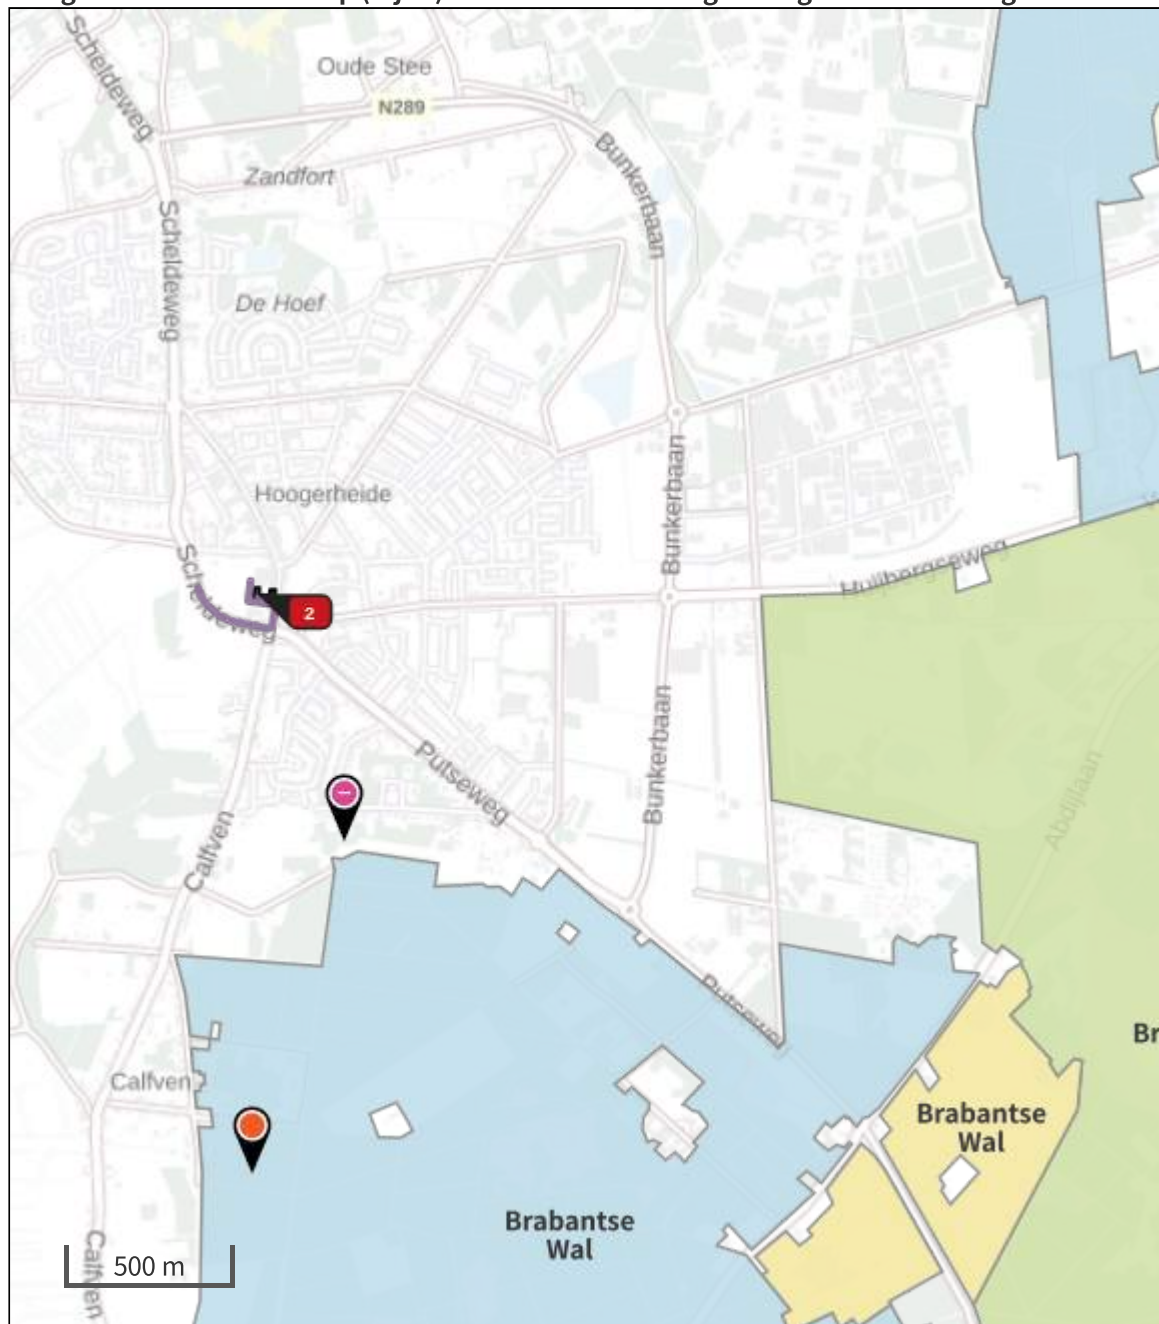 Scheldeweg
Oude Stee
N289
Bunkerbaan
Zandfort
Scheldeweg
De Hoef
Bunkerbaan
Hoogerheide
Scheldeweg
Huijbergseweg
2
Bunkerbaan
Putseweg
Abdijlaan
Calfven
Putseweg
Br
Calfven
Brabantse
Wal
Brabantse
Wal
Calfven
500 m